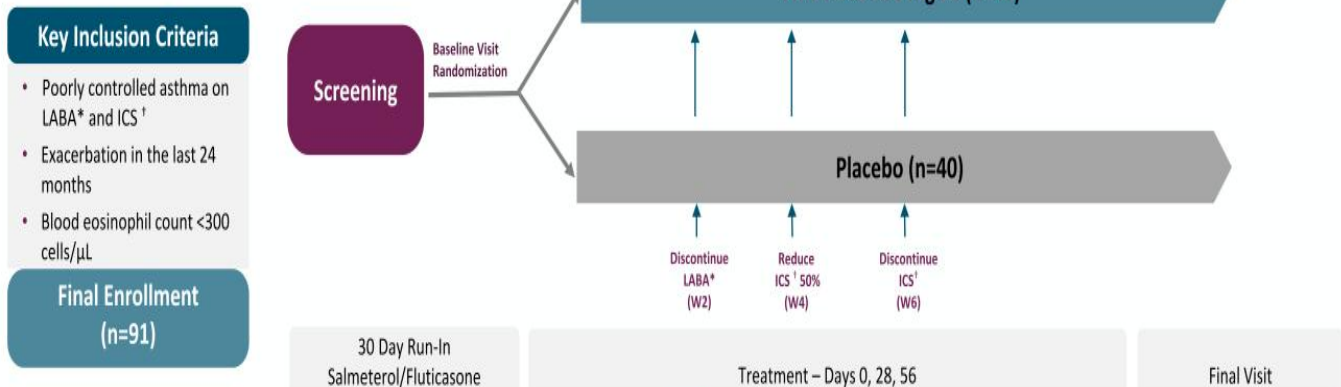 Key Inclusion Criteria
• Poorly controlled asthma on
LABA* and ICS †
• Exacerbation in the last 24
months
• Blood eosinophil count <300
cells/µL
Final Enrollment
(n=91)
Screening
Baseline Visit
Randomization
Placebo (n=40)
Discontinue
LABA*
(W2)
Reduce
ICS † 50%
(W4)
Discontinue
ICS†
(W6)
30 Day Run-In
Salmeterol/Fluticasone
Treatment – Days 0, 28, 56
Final Visit